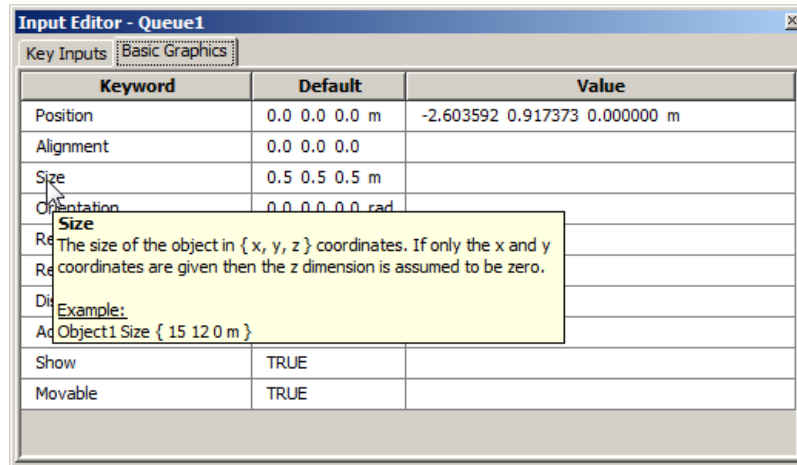 Input Editor - Queue1
Key Inputs Basic Graphics
Keyword Default Value
Position 0.0 0.0 0.0 m -2.603592 0.917373 0.000000 m
Alignment 0.0 0.0 0.0
Size 0.5 0.5 0.5 m
Orientation 0.0 0.0 0.0 rad
Size
The size of the object in { x, y, z } coordinates. If only the x and y
coordinates are given then the z dimension is assumed to be zero.
Example:
Object1 Size { 15 12 0 m }
Show TRUE
Movable TRUE